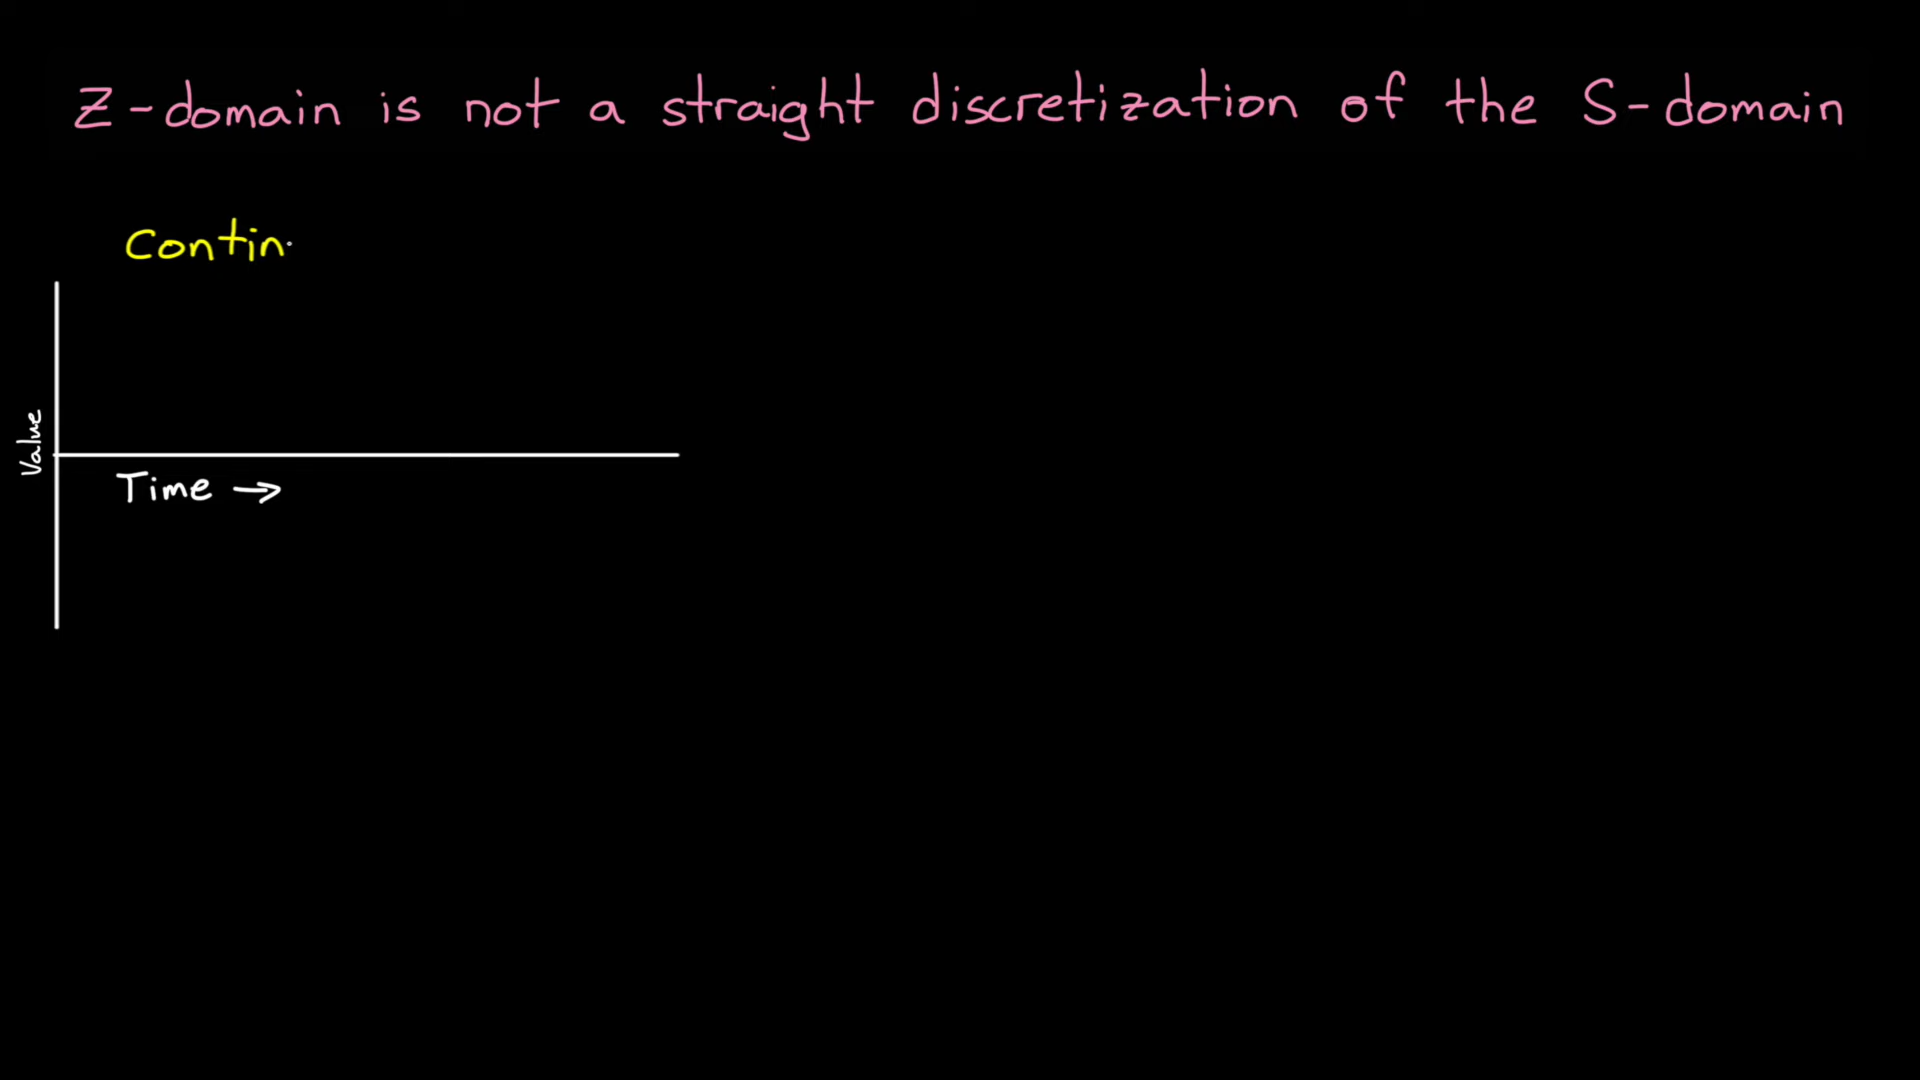 Z-domain is not a straight discretization of the S-domain
Contin
Value
Time →